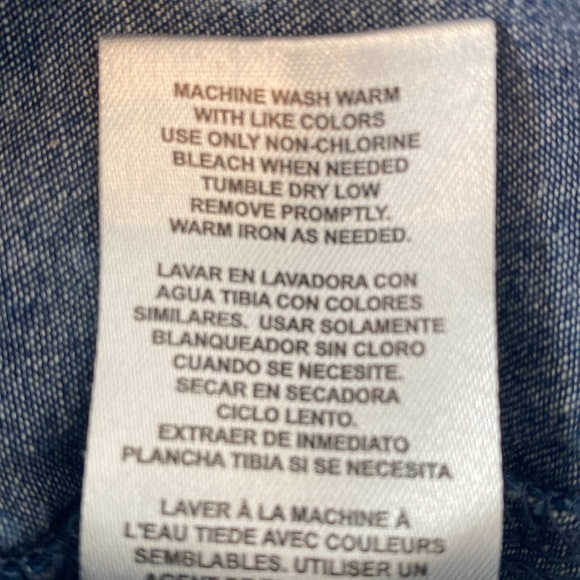 MACHINE WASH WARM
WITH LIKE COLORS
USE ONLY NON-CHLORINE
BLEACH WHEN NEEDED
TUMBLE DRY LOW
REMOVE PROMPTLY.
WARM IRON AS NEEDED.
LAVAR EN LAVADORA CON
AGUA TIBIA CON COLORES
SIMILARES. USAR SOLAMENTE
BLANQUEADOR SIN CLORO
CUANDO SE NECESITE.
SECAR EN SECADORA
CICLO LENTO.
EXTRAER DE INMEDIATO
PLANCHA TIBIA SI SE NECESITA
LAVER À LA MACHINE À
L'EAU TIEDE AVEC COULEURS
SEMBLABLES. UTILISER UN